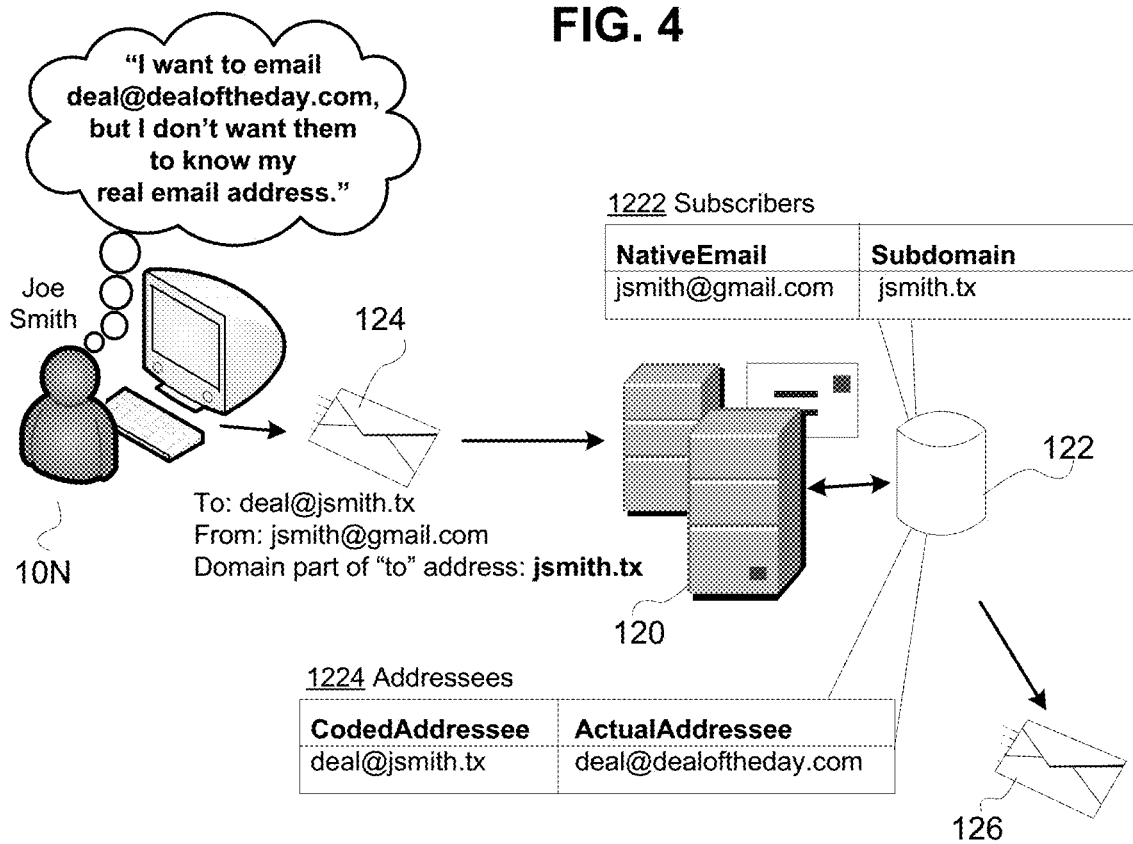 FIG. 4
“I want to email
deal@dealoftheday.com,
but I don’t want them
to know my
real email address.”
Joe
Smith
124
10N
To: deal@jsmith.tx
From: jsmith@gmail.com
Domain part of “to” address: jsmith.tx
1222 Subscribers
NativeEmail Subdomain
jsmith@gmail.com jsmith.tx
122
120
1224 Addressees
CodedAddressee ActualAddressee
deal@jsmith.tx deal@dealoftheday.com
126